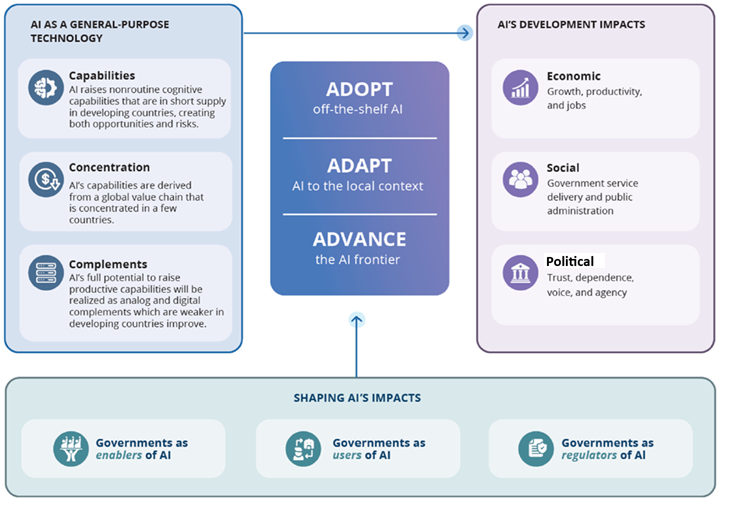 AI AS A GENERAL-PURPOSE
TECHNOLOGY
Capabilities
AI raises nonroutine cognitive
capabilities that are in short supply
in developing countries, creating
both opportunities and risks.
Concentration
AI's capabilities are derived
from a global value chain that
is concentrated in a few
countries.
Complements
AI's full potential to raise
productive capabilities will be
realized as analog and digital
complements which are weaker in
developing countries improve.
ADOPT
off-the-shelf AI
ADAPT
AI to the local context
ADVANCE
the AI frontier
AI'S DEVELOPMENT IMPACTS
Economic
Growth, productivity,
and jobs
Social
Government service
delivery and public
administration
Political
Trust, dependence,
voice, and agency
SHAPING AI'S IMPACTS
Governments as
enablers of AI
Governments as
users of AI
Governments as
regulators of AI